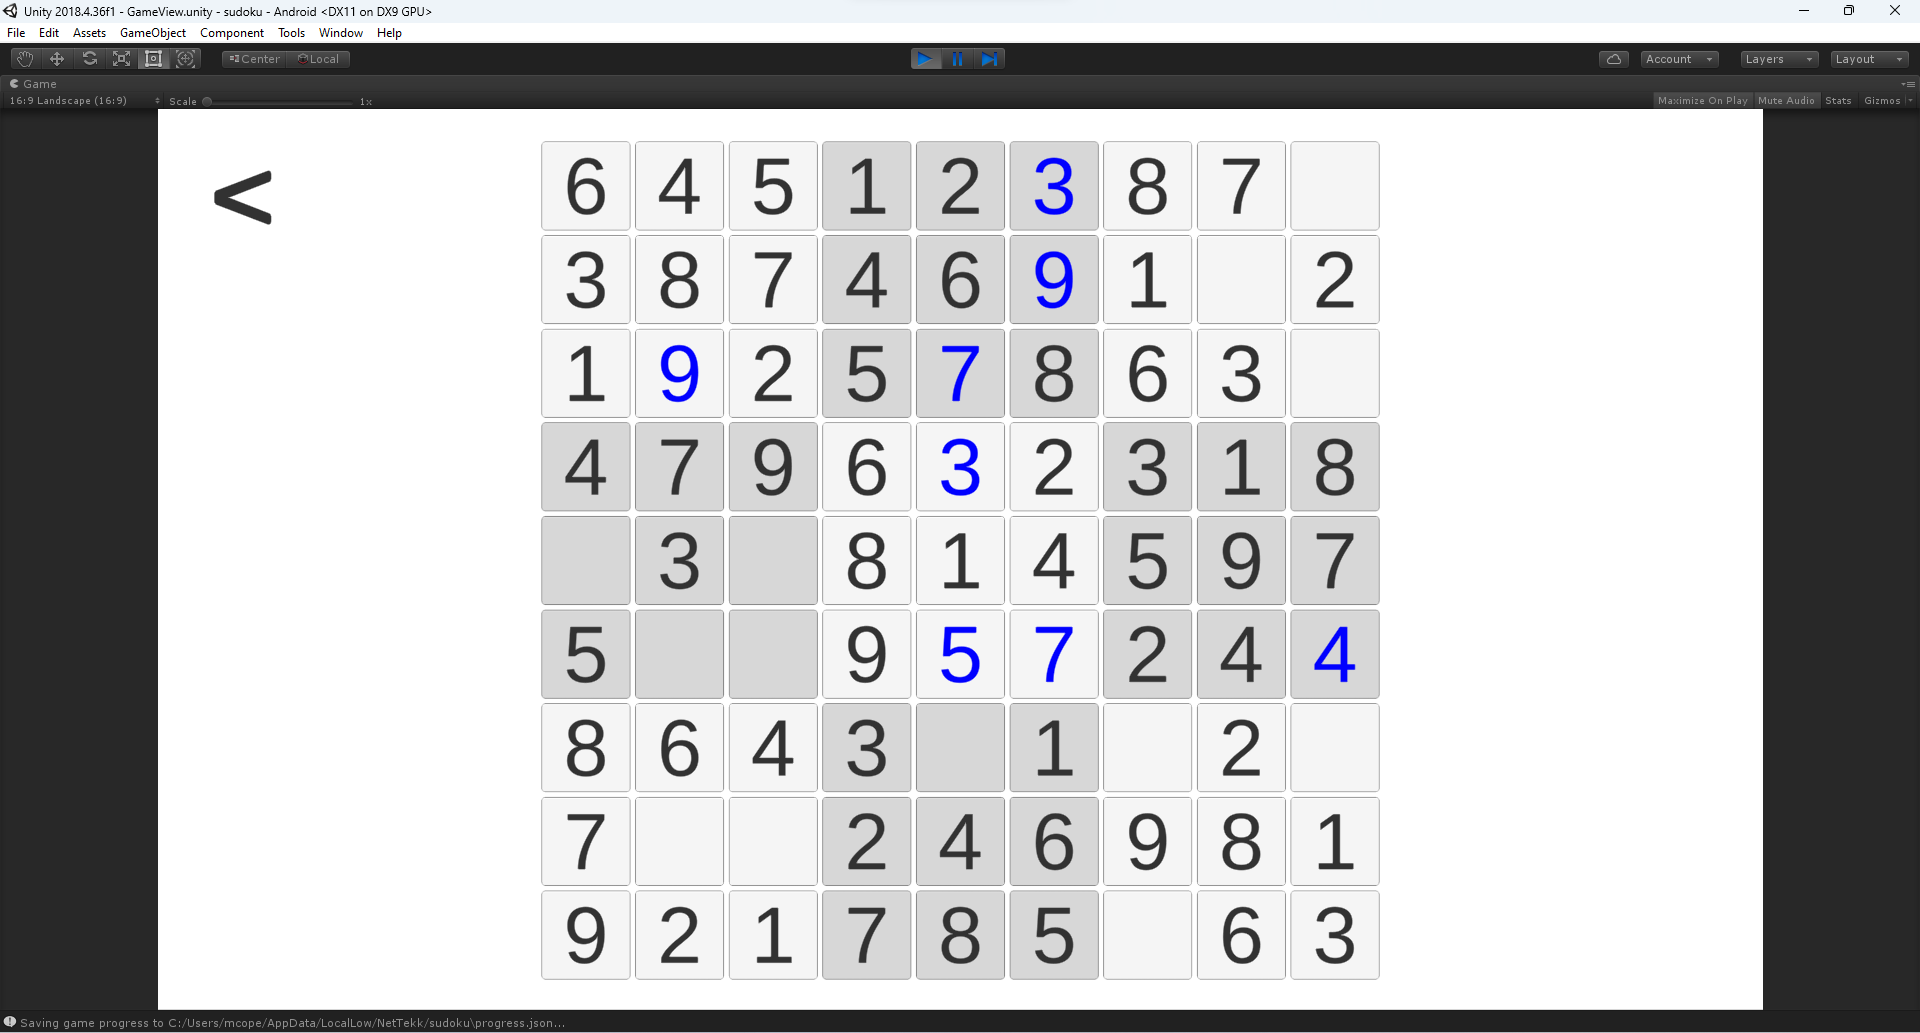 Unity 2018.4.36f1 - GameView.unity - sudoku - Android <DX11 on DX9 GPU>
File Edit Assets GameObject Component Tools Window Help
Center Local Account Layers Layout
Game
16:9 Landscape (16:9) Scale 1x Maximize On Play Mute Audio Stats Gizmos
<
6 4 5 1 2 3 8 7
3 8 7 4 6 9 1 2
1 9 2 5 7 8 6 3
4 7 9 6 3 2 3 1 8
3 8 1 4 5 9 7
5 9 5 7 2 4 4
8 6 4 3 1 2
7 2 4 6 9 8 1
9 2 1 7 8 5 6 3
Saving game progress to C:/Users/mcope/AppData/LocalLow/NetTekk/sudoku\progress.json...